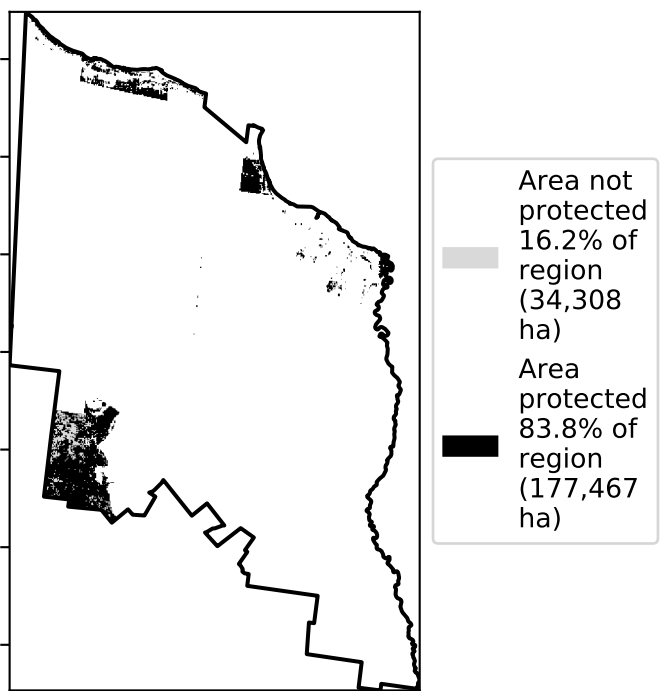 Area not
protected
16.2% of
region
(34,308
ha)
Area
protected
83.8% of
region
(177,467
ha)